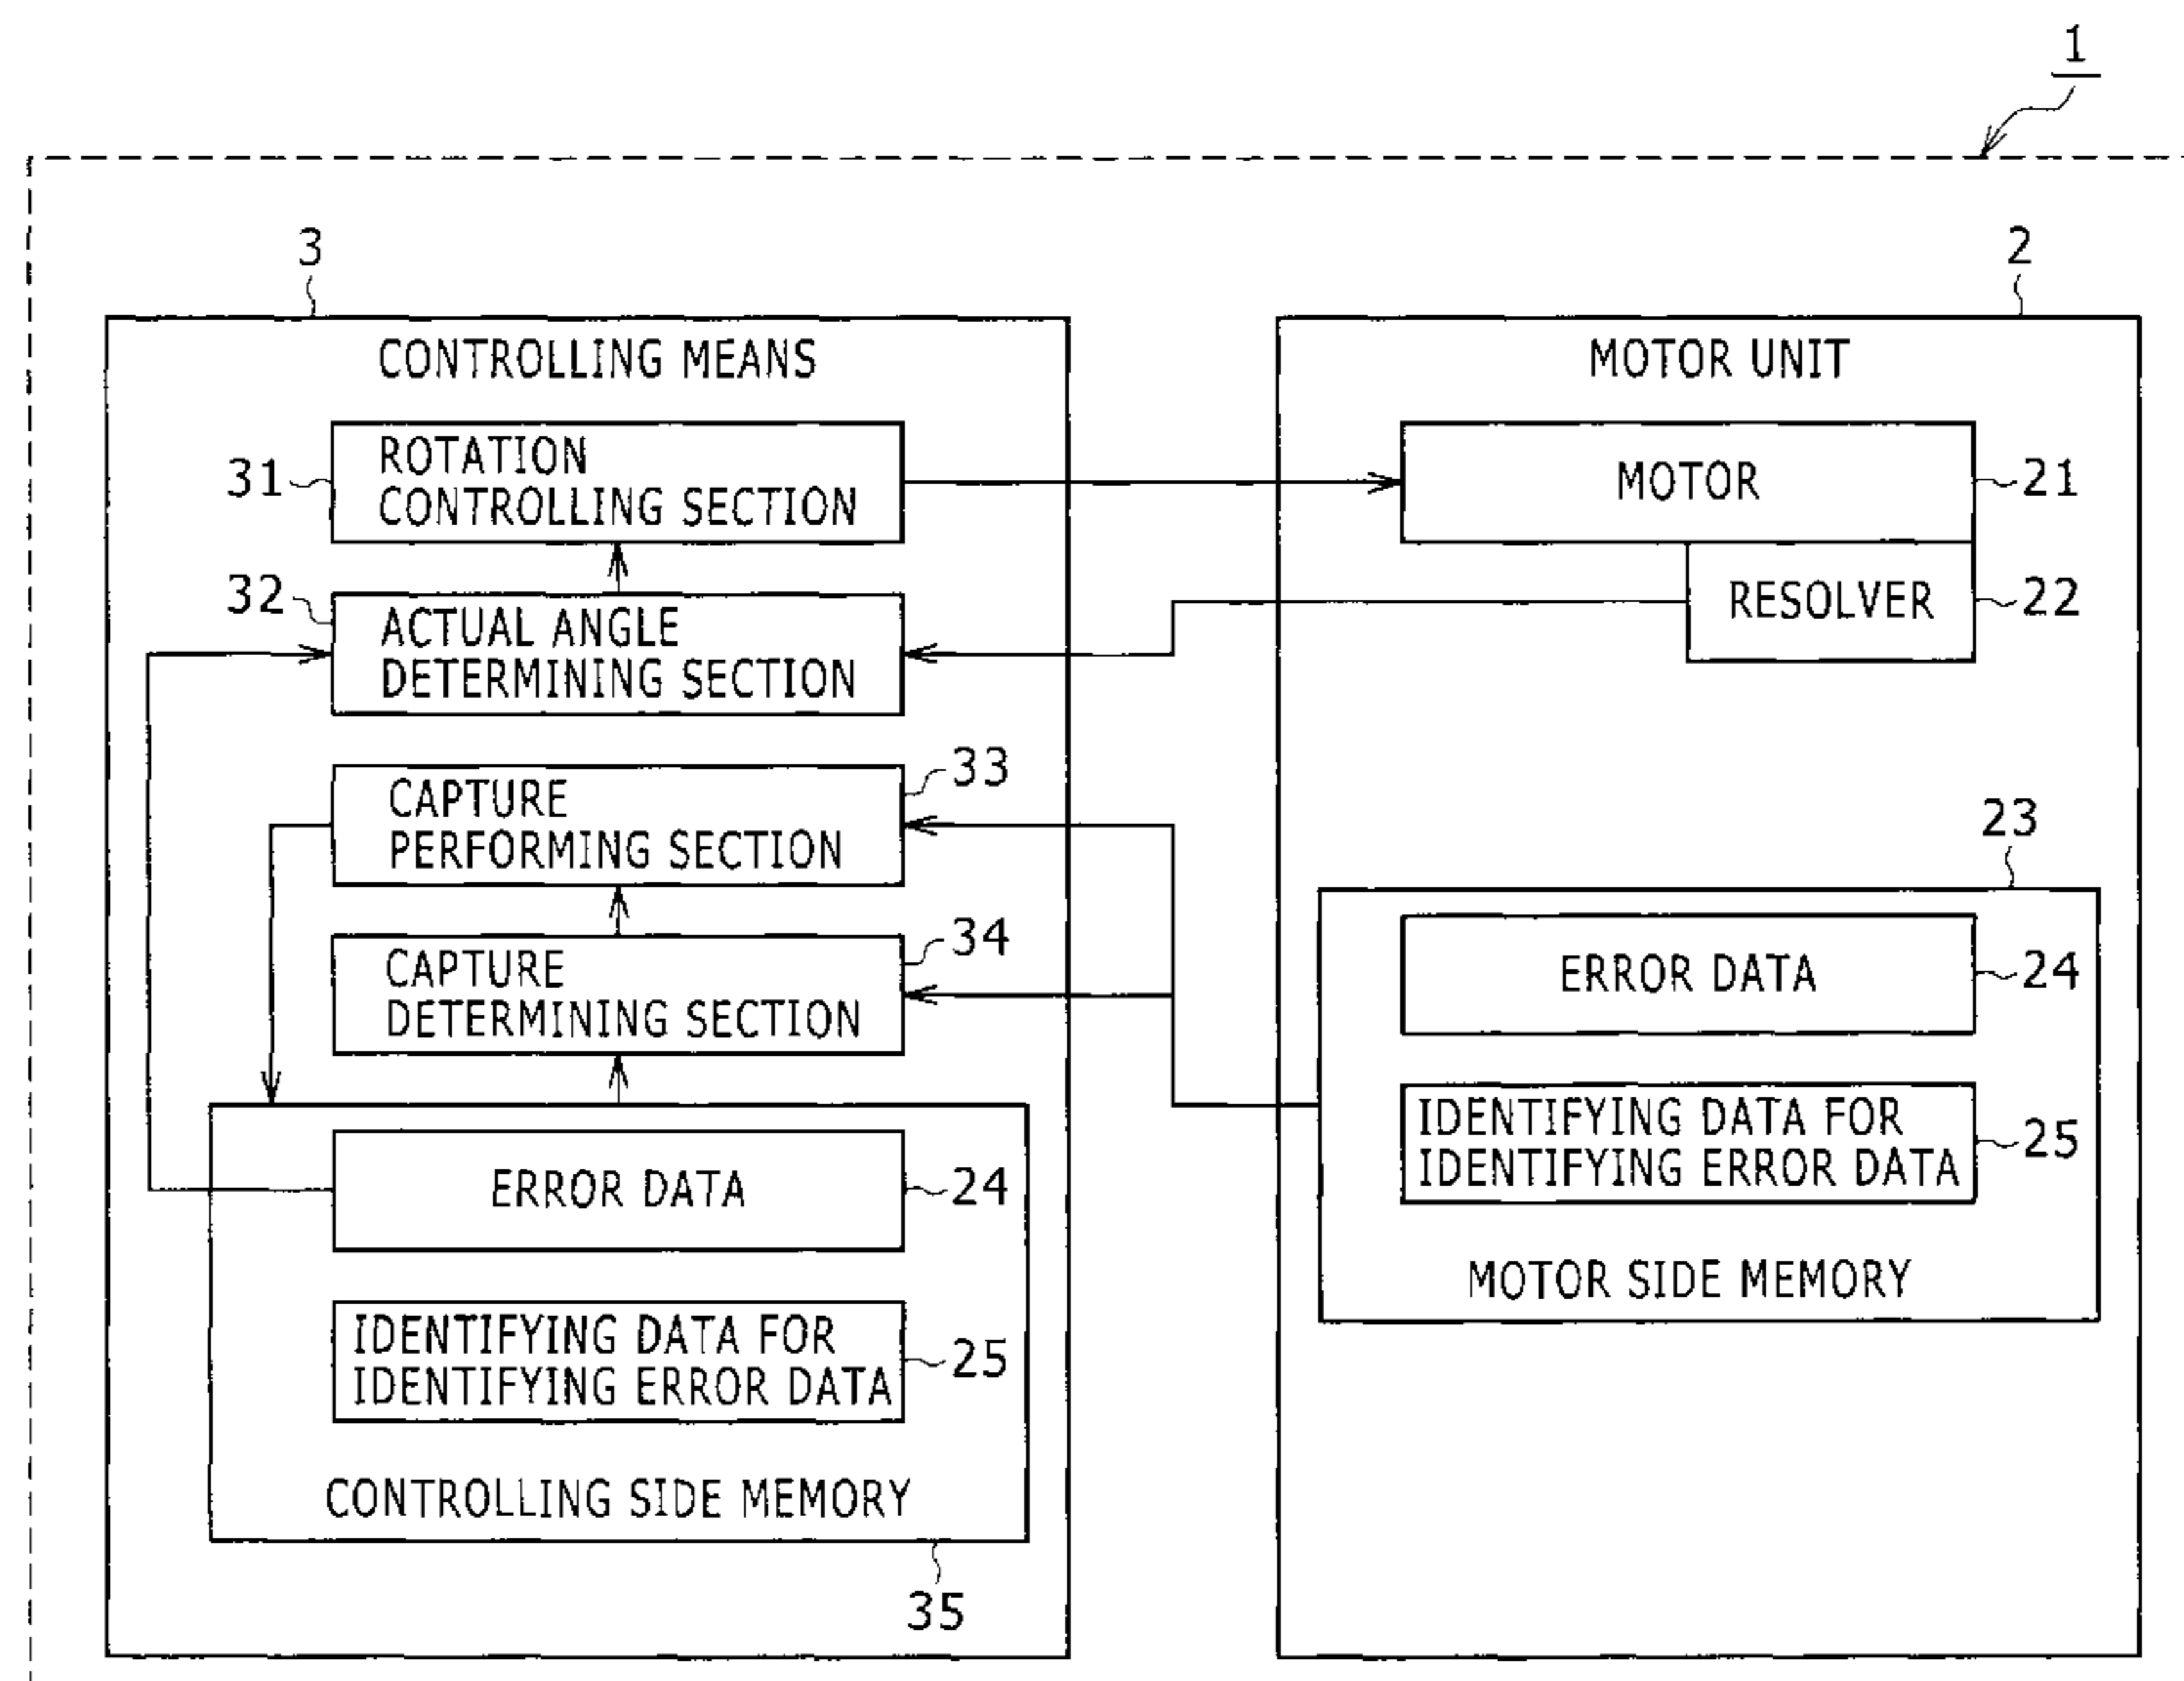 1
3
2
CONTROLLING MEANS
MOTOR UNIT
31
ROTATION
CONTROLLING SECTION
MOTOR
21
32
ACTUAL ANGLE
DETERMINING SECTION
RESOLVER
22
33
CAPTURE
PERFORMING SECTION
23
34
CAPTURE
DETERMINING SECTION
ERROR DATA
24
IDENTIFYING DATA FOR
IDENTIFYING ERROR DATA
25
ERROR DATA
24
MOTOR SIDE MEMORY
IDENTIFYING DATA FOR
IDENTIFYING ERROR DATA
25
CONTROLLING SIDE MEMORY
35